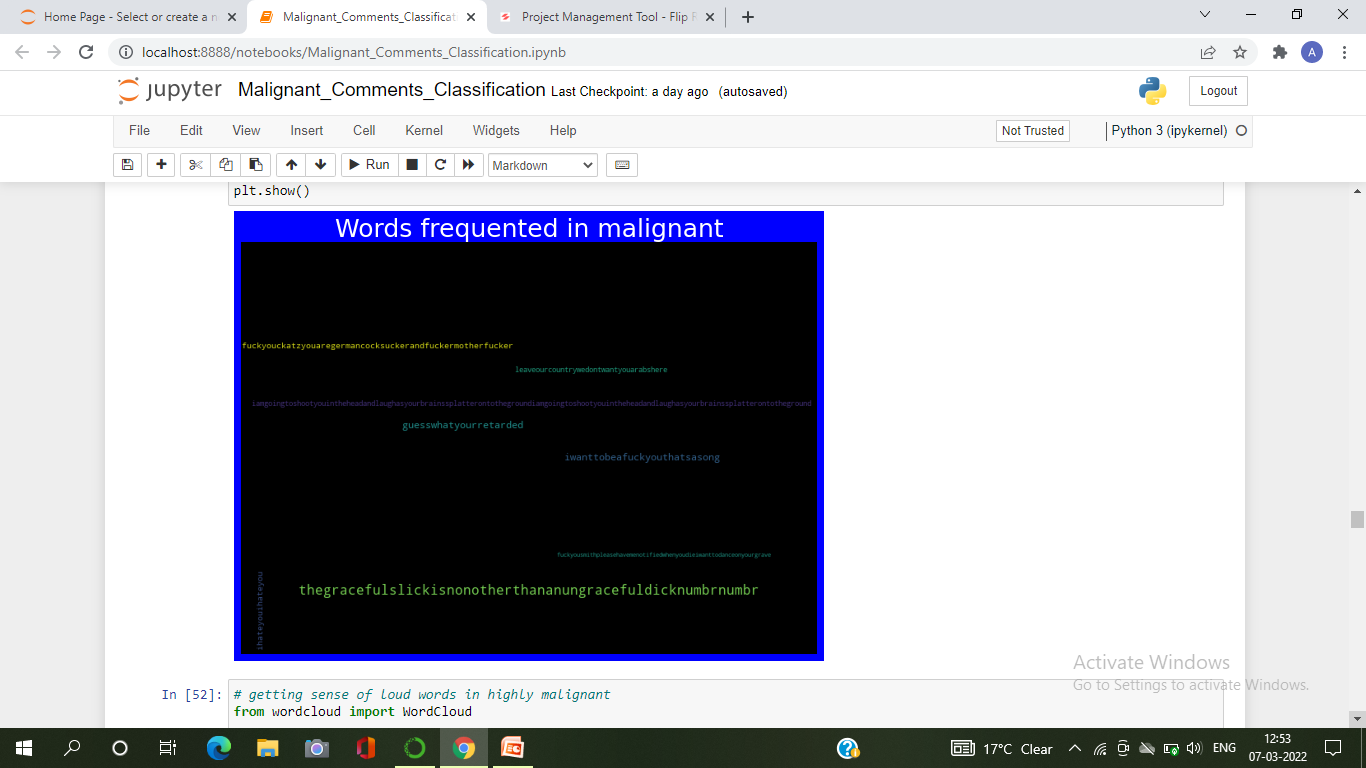 Home Page - Select or create a n
Malignant_Comments_Classificat
Project Management Tool - Flip F
localhost:8888/notebooks/Malignant_Comments_Classification.ipynb
A
jupyter Malignant_Comments_Classification Last Checkpoint: a day ago (autosaved)
Logout
File Edit View Insert Cell Kernel Widgets Help
Not Trusted
Python 3 (ipykernel)
Run
Markdown
plt.show()
Words frequented in malignant
fuckyouckatzyouaregermancocksuckerandfuckermotherfucker
leaveourcountrywedontwantyouarabshere
iamgoingtoshootyouintheheadandlaughasyourbrainssplatterontothegroundiamgoingtoshootyouintheheadandlaughasyourbrainssplatterontotheground
guesswhatyourretarded
iwanttobeafuckyouthatsasong
fuckyousmithpleasehavemenotifiedwhenyoudieiwanttodanceonyourgrave
ihateyouihateyou
thegracefulslickisnonotherthananungracefuldicknumbrnumbr
Activate Windows
Go to Settings to activate Windows.
In [52]: # getting sense of loud words in highly malignant
from wordcloud import WordCloud
17°C Clear
ENG
12:53
07-03-2022